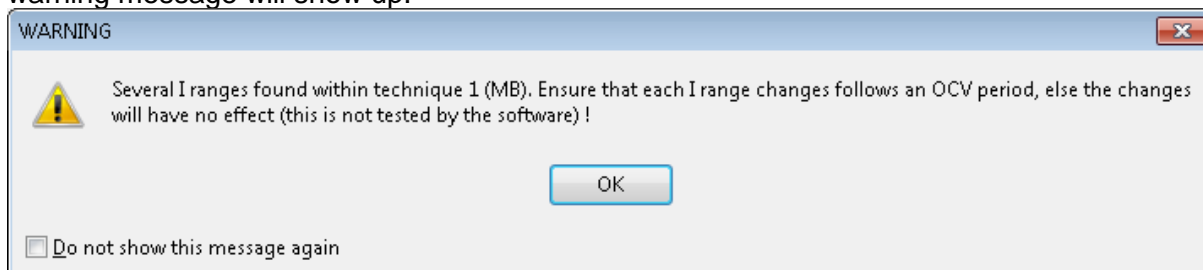 warning message will show up.
WARNING
Several I ranges found within technique 1 (MB). Ensure that each I range changes follows an OCV period, else the changes
will have no effect (this is not tested by the software) !
OK
Do not show this message again